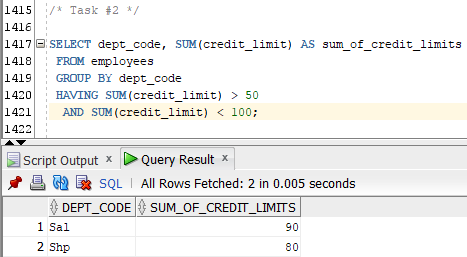 1415 /* Task #2 */
1416
1417 SELECT dept_code, SUM(credit_limit) AS sum_of_credit_limits
1418 FROM employees
1419 GROUP BY dept_code
1420 HAVING SUM(credit_limit) > 50
1421 AND SUM(credit_limit) < 100;
1422
Script Output x Query Result x
SQL | All Rows Fetched: 2 in 0.005 seconds
DEPT_CODE SUM_OF_CREDIT_LIMITS
1 Sal 90
2 Shp 80